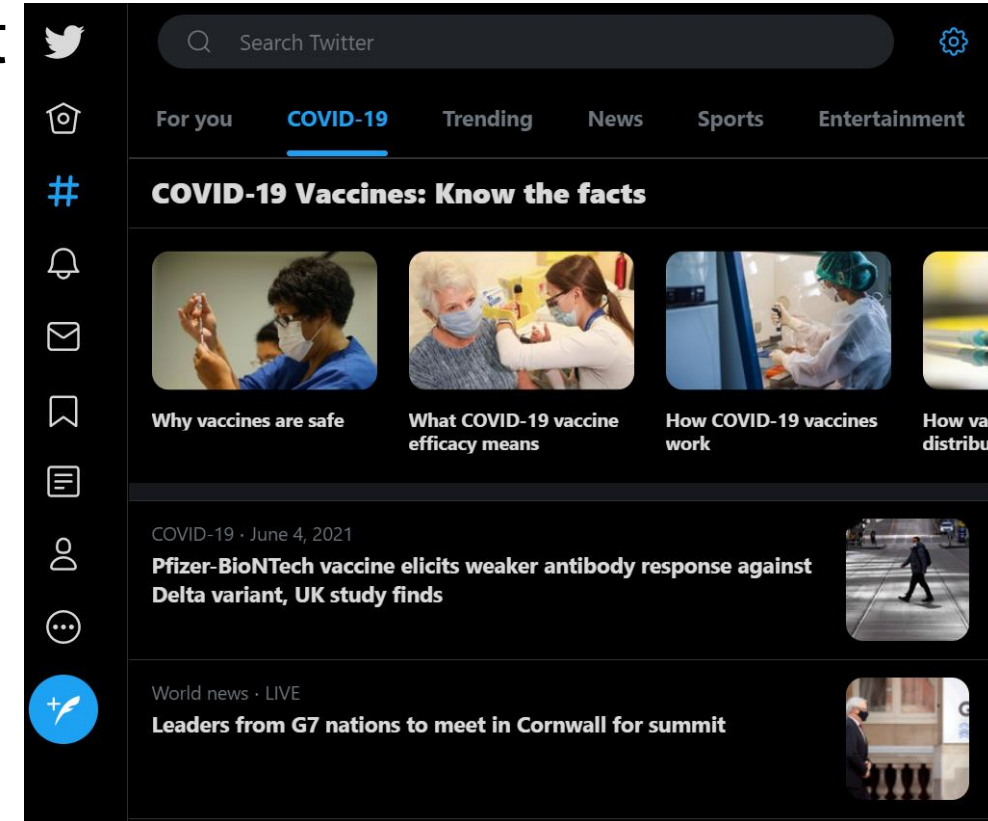 Search Twitter
For you COVID-19 Trending News Sports Entertainment
COVID-19 Vaccines: Know the facts
Why vaccines are safe
What COVID-19 vaccine
efficacy means
How COVID-19 vaccines
work
How va
distribu
COVID-19 · June 4, 2021
Pfizer-BioNTech vaccine elicits weaker antibody response against
Delta variant, UK study finds
World news · LIVE
Leaders from G7 nations to meet in Cornwall for summit